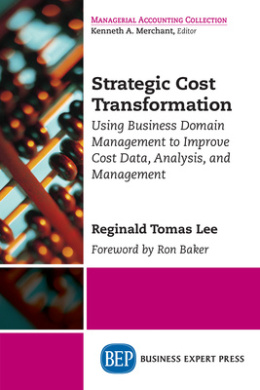 MANAGERIAL ACCOUNTING COLLECTION
Kenneth A. Merchant, Editor
Strategic Cost
Transformation
Using Business Domain
Management to Improve
Cost Data, Analysis, and
Management
Reginald Tomas Lee
Foreword by Ron Baker
BEP
BUSINESS EXPERT PRESS